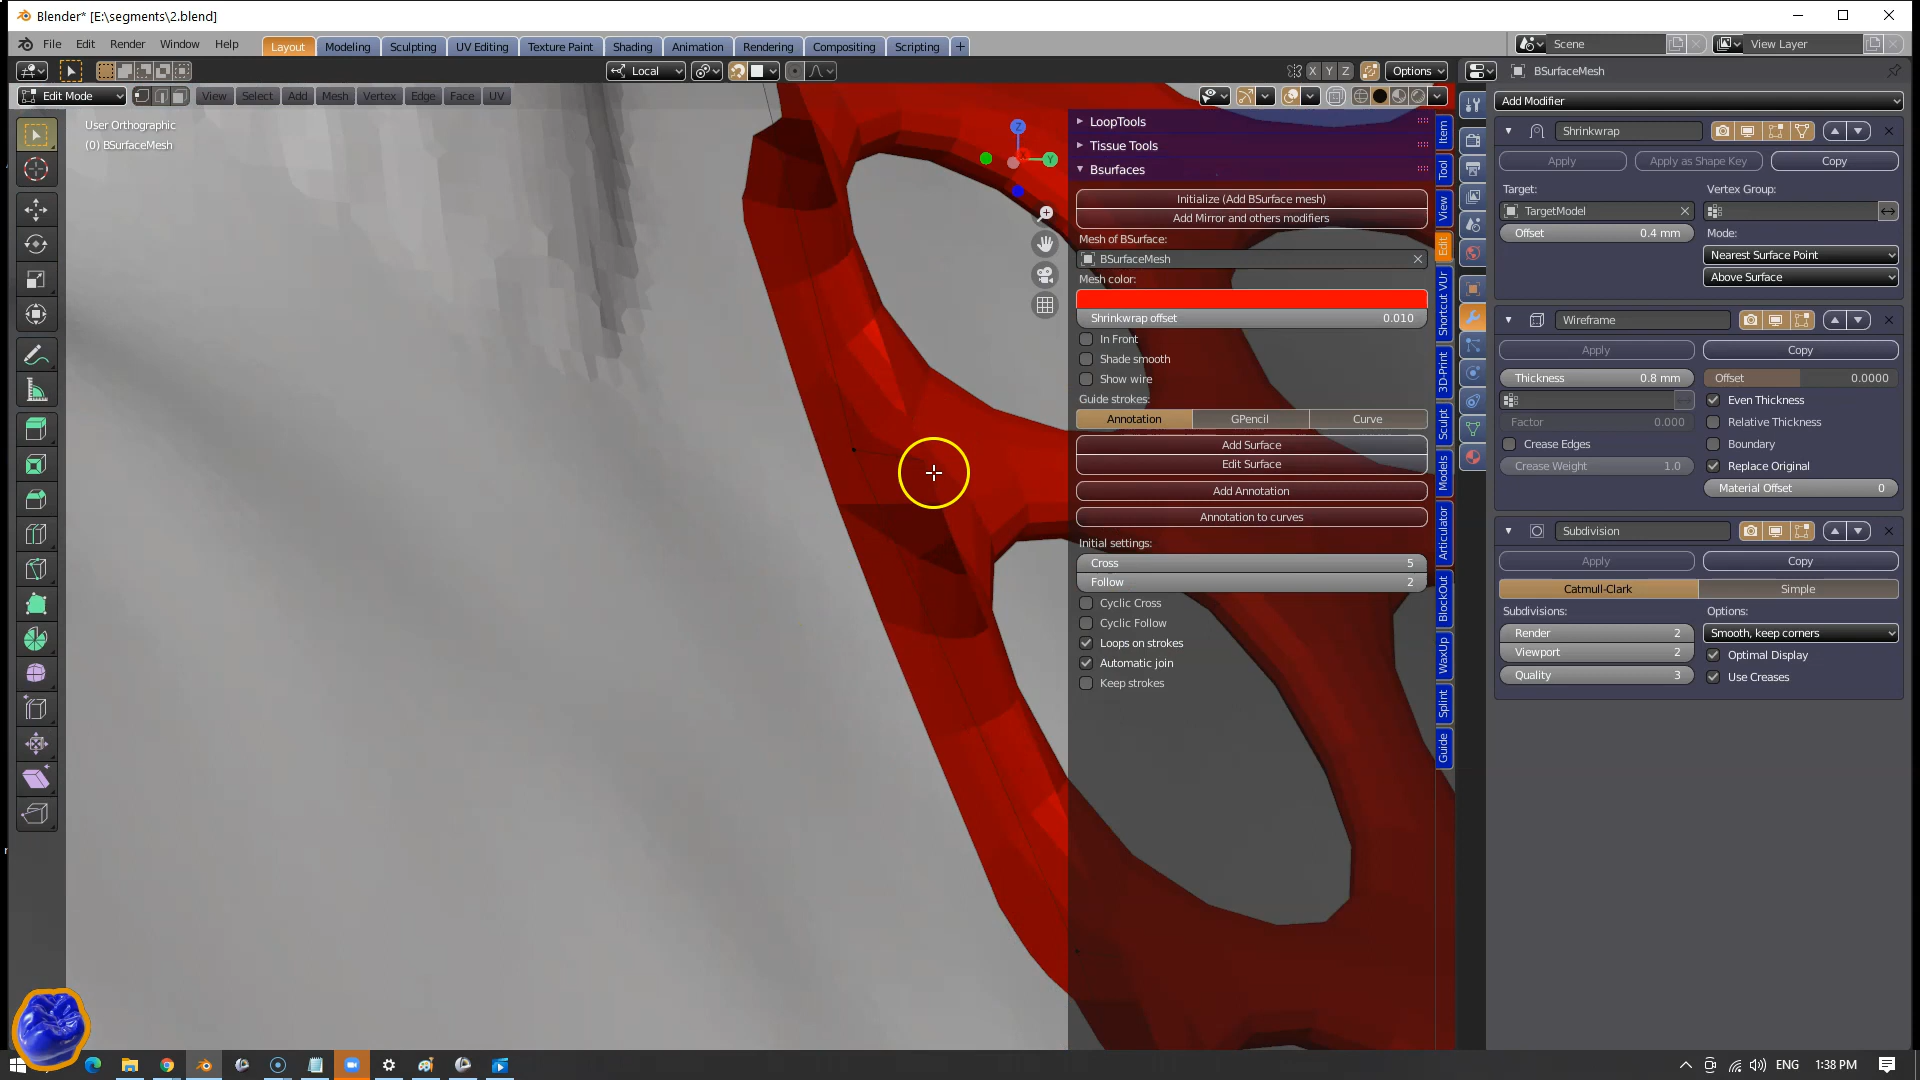 Blender* [E:\segments\2.blend]
File Edit Render Window Help
Layout Modeling Sculpting UV Editing Texture Paint Shading Animation Rendering Compositing Scripting +
Scene View Layer
Local X Y Z Options BSurfaceMesh
Edit Mode View Select Add Mesh Vertex Edge Face UV
Add Modifier
User Orthographic
(0) BSurfaceMesh
Z
Y
LoopTools
Tissue Tools
Bsurfaces
Initialize (Add BSurface mesh)
Add Mirror and others modifiers
Mesh of BSurface:
BSurfaceMesh
Mesh color:
Shrinkwrap offset 0.010
In Front
Shade smooth
Show wire
Guide strokes:
Annotation GPencil Curve
Add Surface
Edit Surface
Add Annotation
Annotation to curves
Initial settings:
Cross 5
Follow 2
Cyclic Cross
Cyclic Follow
Loops on strokes
Automatic join
Keep strokes
Item
Tool
View
Edit
Shortcut VUr
3D-Print
Sculpt
Models
Articulator
BlockOut
WaxUp
Splint
Guide
Shrinkwrap
Apply Apply as Shape Key Copy
Target: Vertex Group:
TargetModel
Offset 0.4 mm Mode:
Nearest Surface Point
Above Surface
Wireframe
Apply Copy
Thickness 0.8 mm Offset 0.0000
Even Thickness
Factor 0.000 Relative Thickness
Crease Edges Boundary
Crease Weight 1.0 Replace Original
Material Offset 0
Subdivision
Apply Copy
Catmull-Clark Simple
Subdivisions: Options:
Render 2 Smooth, keep corners
Viewport 2 Optimal Display
Quality 3 Use Creases
ENG 1:38 PM